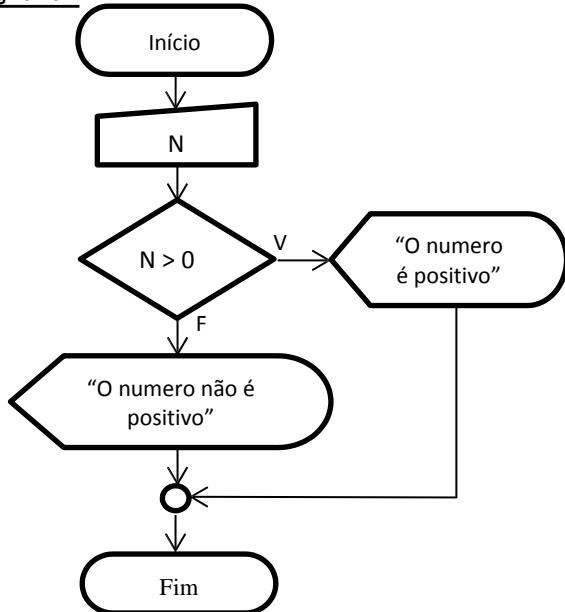 Início
N
N > 0
V
“O numero
é positivo”
F
“O numero não é
positivo”
Fim